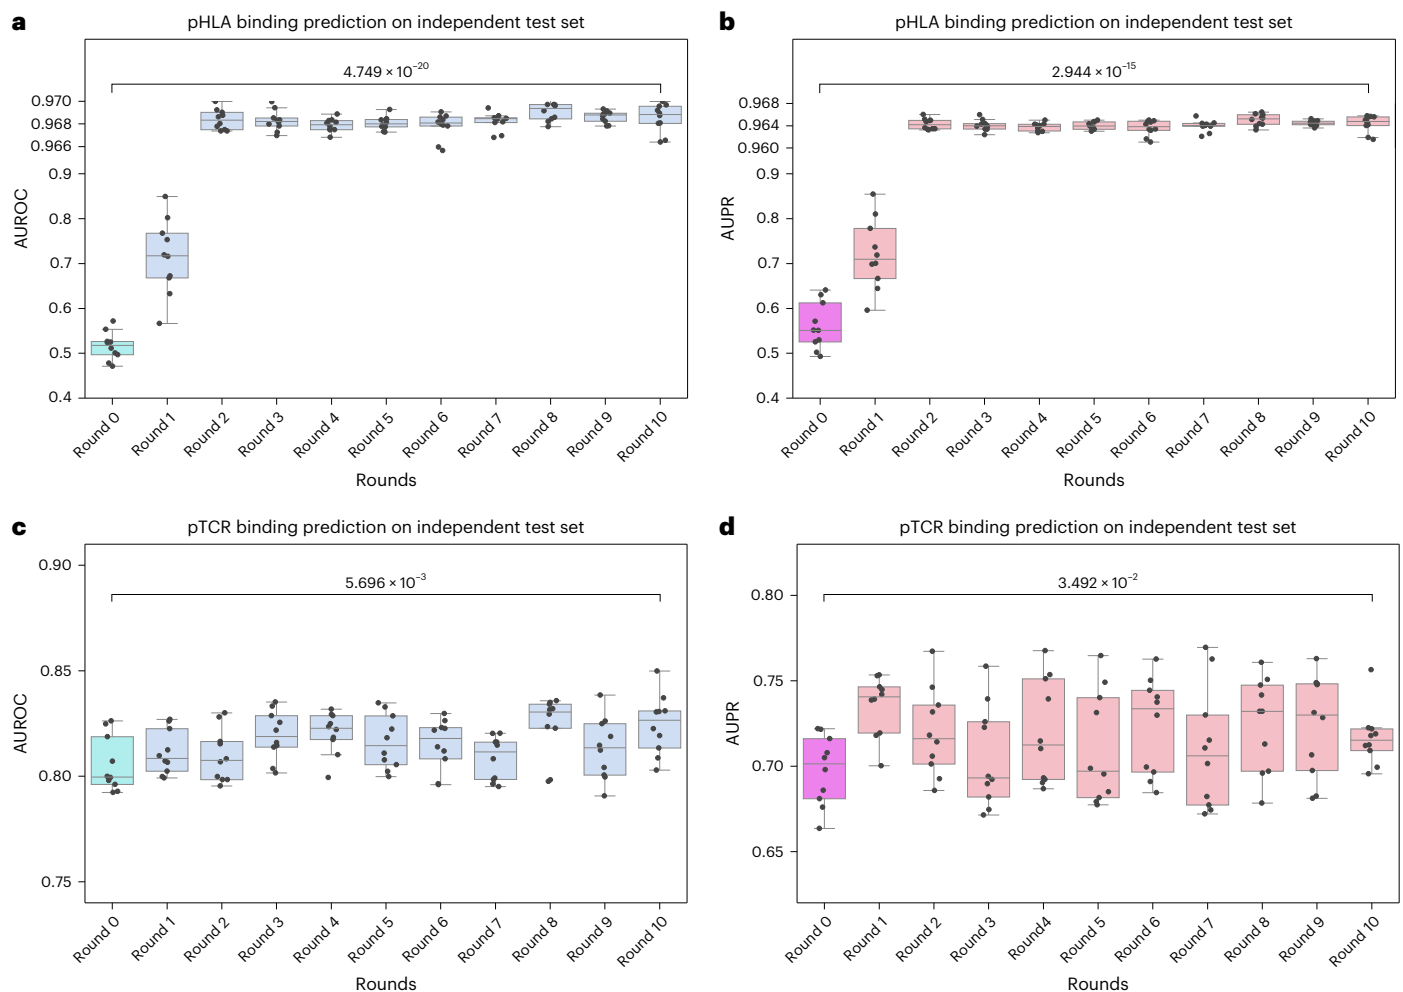 a
pHLA binding prediction on independent test set
4.749 × 10⁻²⁰
0.970
0.968
0.966
0.9
0.8
0.7
0.6
0.5
0.4
AUROC
Round 0
Round 1
Round 2
Round 3
Round 4
Round 5
Round 6
Round 7
Round 8
Round 9
Round 10
Rounds
b
pHLA binding prediction on independent test set
2.944 × 10⁻¹⁵
0.968
0.964
0.960
0.9
0.8
0.7
0.6
0.5
0.4
AUPR
Round 0
Round 1
Round 2
Round 3
Round 4
Round 5
Round 6
Round 7
Round 8
Round 9
Round 10
Rounds
c
pTCR binding prediction on independent test set
5.696 × 10⁻³
0.90
0.85
0.80
0.75
AUROC
Round 0
Round 1
Round 2
Round 3
Round 4
Round 5
Round 6
Round 7
Round 8
Round 9
Round 10
Rounds
d
pTCR binding prediction on independent test set
3.492 × 10⁻²
0.80
0.75
0.70
0.65
AUPR
Round 0
Round 1
Round 2
Round 3
Round 4
Round 5
Round 6
Round 7
Round 8
Round 9
Round 10
Rounds